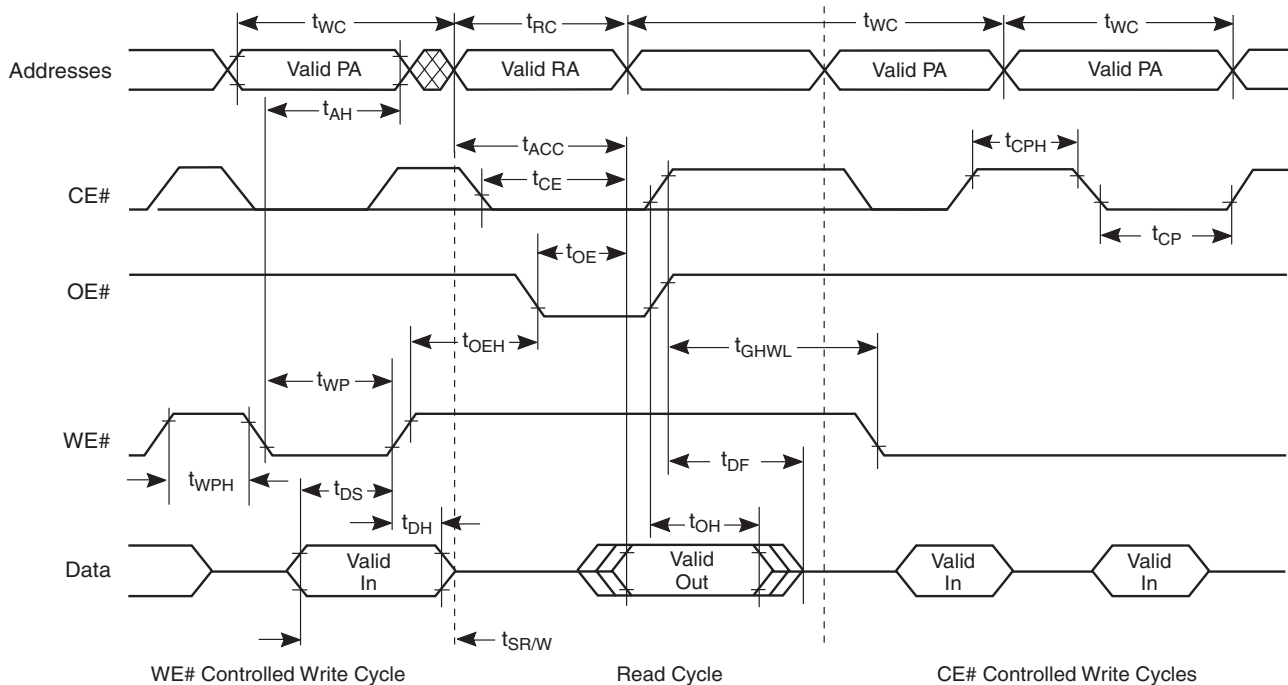 tWC tRC tWC tWC
Addresses Valid PA Valid RA Valid PA Valid PA
tAH
tACC tCPH
CE# tCE
tCP
tOE
OE#
tOEH tGHWL
tWP
WE#
tDF
tWPH tDS
tDH tOH
Data Valid In Valid Out Valid In Valid In
tSR/W
WE# Controlled Write Cycle Read Cycle CE# Controlled Write Cycles